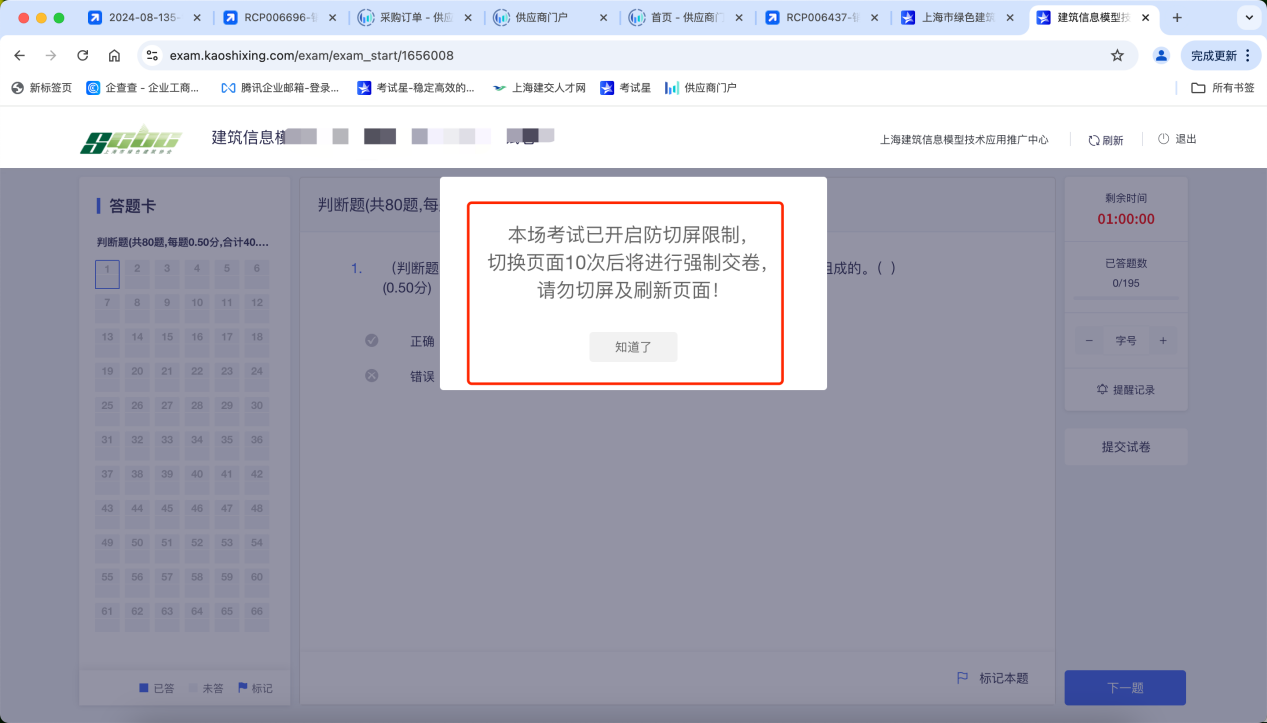 2024-08-135-
RCP006696-
采购订单 - 供应
供应商门户
首页 - 供应商门
RCP006437-
上海市绿色建筑
建筑信息模型技
exam.kaoshixing.com/exam/exam_start/1656008
完成更新
新标签页
企查查 - 企业工商...
腾讯企业邮箱-登录...
考试星-稳定高效的...
上海建交人才网
考试星
供应商门户
所有书签
建筑信息模
上海建筑信息模型技术应用推广中心
刷新
退出
答题卡
判断题(共80题,每题0.50分,合计40....
1 2 3 4 5 6
7 8 9 10 11 12
13 14 15 16 17 18
19 20 21 22 23 24
25 26 27 28 29 30
31 32 33 34 35 36
37 38 39 40 41 42
43 44 45 46 47 48
49 50 51 52 53 54
55 56 57 58 59 60
61 62 63 64 65 66
已答 未答 标记
判断题(共80题,每
1. (判断题 组成的。( )
(0.50分)
正确
错误
本场考试已开启防切屏限制,
切换页面10次后将进行强制交卷,
请勿切屏及刷新页面!
知道了
标记本题
剩余时间
01:00:00
已答题数
0/195
− 字号 +
提醒记录
提交试卷
下一题